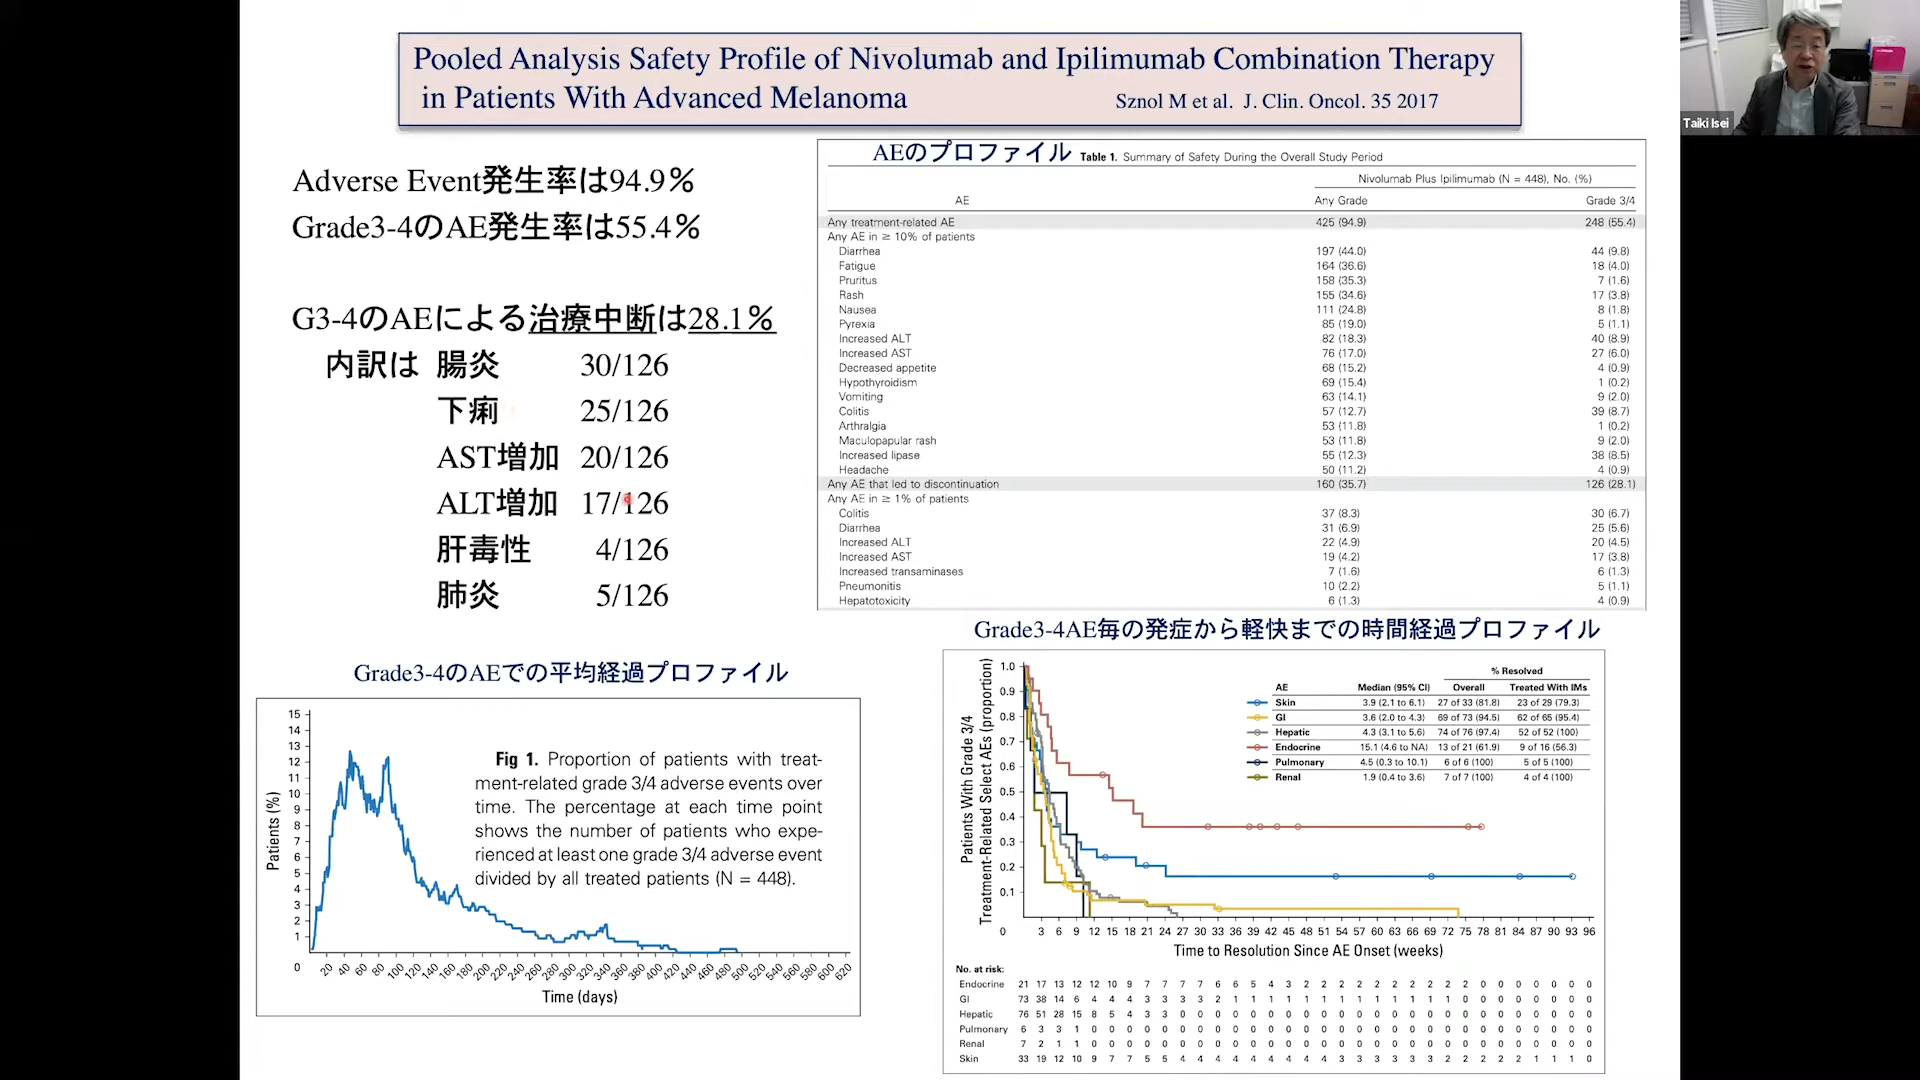 Pooled Analysis Safety Profile of Nivolumab and Ipilimumab Combination Therapy
in Patients With Advanced Melanoma Sznol M et al. J. Clin. Oncol. 35 2017
Taiki Isei
Adverse Event発生率は94.9%
Grade3-4のAE発生率は55.4%
G3-4のAEによる治療中断は28.1%
内訳は 腸炎 30/126
下痢 25/126
AST増加 20/126
ALT増加 17/126
肝毒性 4/126
肺炎 5/126
AEのプロファイル Table 1. Summary of Safety During the Overall Study Period
Nivolumab Plus Ipilimumab (N = 448), No. (%)
AE Any Grade Grade 3/4
Any treatment-related AE 425 (94.9) 248 (55.4)
Any AE in ≥ 10% of patients
Diarrhea 197 (44.0) 44 (9.8)
Fatigue 164 (36.6) 18 (4.0)
Pruritus 158 (35.3) 7 (1.6)
Rash 155 (34.6) 17 (3.8)
Nausea 111 (24.8) 8 (1.8)
Pyrexia 85 (19.0) 5 (1.1)
Increased ALT 82 (18.3) 40 (8.9)
Increased AST 76 (17.0) 27 (6.0)
Decreased appetite 68 (15.2) 4 (0.9)
Hypothyroidism 69 (15.4) 1 (0.2)
Vomiting 63 (14.1) 9 (2.0)
Colitis 57 (12.7) 39 (8.7)
Arthralgia 53 (11.8) 1 (0.2)
Maculopapular rash 53 (11.8) 9 (2.0)
Increased lipase 55 (12.3) 38 (8.5)
Headache 50 (11.2) 4 (0.9)
Any AE that led to discontinuation 160 (35.7) 126 (28.1)
Any AE in ≥ 1% of patients
Colitis 37 (8.3) 30 (6.7)
Diarrhea 31 (6.9) 25 (5.6)
Increased ALT 22 (4.9) 20 (4.5)
Increased AST 19 (4.2) 17 (3.8)
Increased transaminases 7 (1.6) 6 (1.3)
Pneumonitis 10 (2.2) 5 (1.1)
Hepatotoxicity 6 (1.3) 4 (0.9)
Grade3-4のAEでの平均経過プロファイル
Patients (%)
15
14
13
12
11
10
9
8
7
6
5
4
3
2
1
0 20 40 60 80 100 120 140 160 180 200 220 240 260 280 300 320 340 360 380 400 420 440 460 480 500 520 540 560 580 600 620
Time (days)
Fig 1. Proportion of patients with treat-
ment-related grade 3/4 adverse events over
time. The percentage at each time point
shows the number of patients who expe-
rienced at least one grade 3/4 adverse event
divided by all treated patients (N = 448).
Grade3-4AE毎の発症から軽快までの時間経過プロファイル
Patients With Grade 3/4
Treatment-Related Select AEs (proportion)
1.0
0.9
0.8
0.7
0.6
0.5
0.4
0.3
0.2
0.1
0 3 6 9 12 15 18 21 24 27 30 33 36 39 42 45 48 51 54 57 60 63 66 69 72 75 78 81 84 87 90 93 96
Time to Resolution Since AE Onset (weeks)
% Resolved
AE Median (95% CI) Overall Treated With IMs
Skin 3.9 (2.1 to 6.1) 27 of 33 (81.8) 23 of 29 (79.3)
GI 3.6 (2.0 to 4.3) 69 of 73 (94.5) 62 of 65 (95.4)
Hepatic 4.3 (3.1 to 5.6) 74 of 76 (97.4) 52 of 52 (100)
Endocrine 15.1 (4.6 to NA) 13 of 21 (61.9) 9 of 16 (56.3)
Pulmonary 4.5 (0.3 to 10.1) 6 of 6 (100) 5 of 5 (100)
Renal 1.9 (0.4 to 3.6) 7 of 7 (100) 4 of 4 (100)
No. at risk:
Endocrine 21 17 13 12 12 10 9 7 7 7 7 6 6 5 4 3 2 2 2 2 2 2 2 2 2 2 0 0 0 0 0 0 0
GI 73 38 14 6 4 4 4 3 3 3 3 2 1 1 1 1 1 1 1 1 1 1 1 1 1 0 0 0 0 0 0 0 0
Hepatic 76 51 28 15 8 5 4 3 3 0 0 0 0 0 0 0 0 0 0 0 0 0 0 0 0 0 0 0 0 0 0 0 0
Pulmonary 6 3 3 1 0 0 0 0 0 0 0 0 0 0 0 0 0 0 0 0 0 0 0 0 0 0 0 0 0 0 0 0 0
Renal 7 2 1 1 0 0 0 0 0 0 0 0 0 0 0 0 0 0 0 0 0 0 0 0 0 0 0 0 0 0 0 0 0
Skin 33 19 12 10 9 7 7 5 5 4 4 4 4 4 4 4 4 4 3 3 3 3 3 3 2 2 2 2 2 1 1 1 0